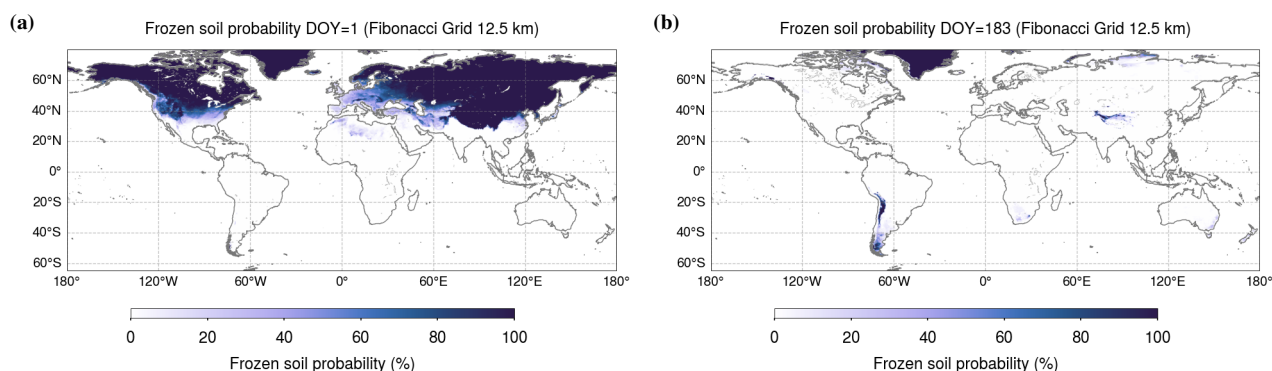 (a)
Frozen soil probability DOY=1 (Fibonacci Grid 12.5 km)
60°N
40°N
20°N
0°
20°S
40°S
60°S
180° 120°W 60°W 0° 60°E 120°E 180°
0 20 40 60 80 100
Frozen soil probability (%)
(b)
Frozen soil probability DOY=183 (Fibonacci Grid 12.5 km)
60°N
40°N
20°N
0°
20°S
40°S
60°S
180° 120°W 60°W 0° 60°E 120°E 180°
0 20 40 60 80 100
Frozen soil probability (%)